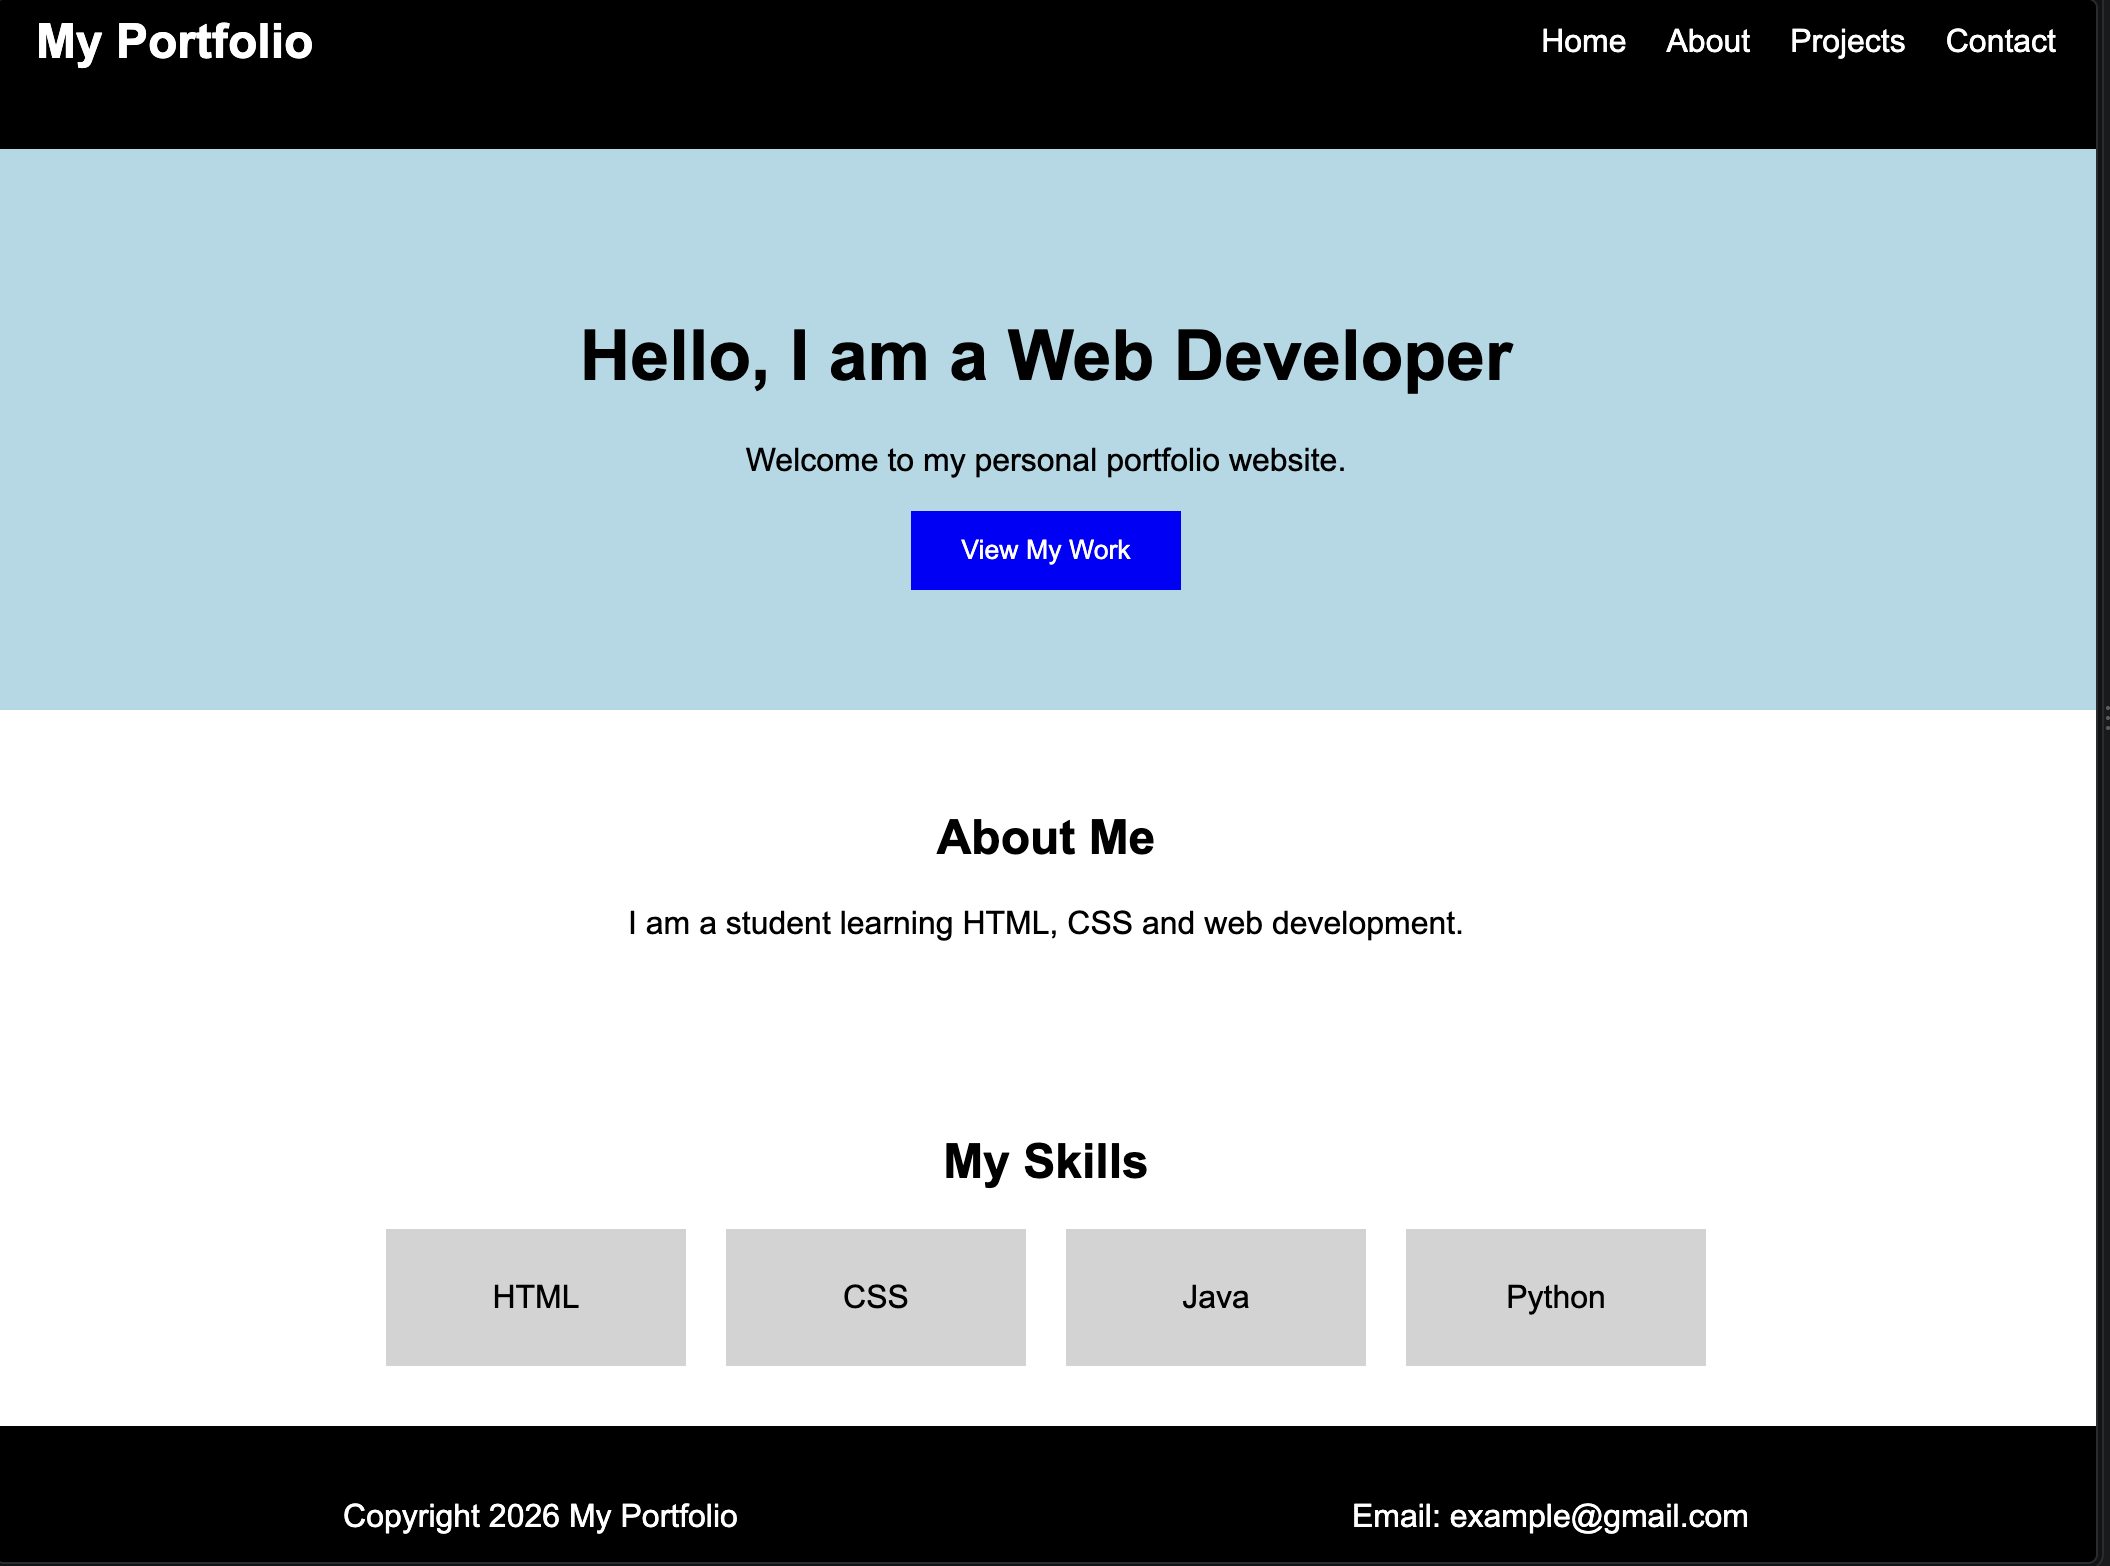 My Portfolio
Home About Projects Contact
Hello, I am a Web Developer
Welcome to my personal portfolio website.
View My Work
About Me
I am a student learning HTML, CSS and web development.
My Skills
HTML CSS Java Python
Copyright 2026 My Portfolio Email: example@gmail.com